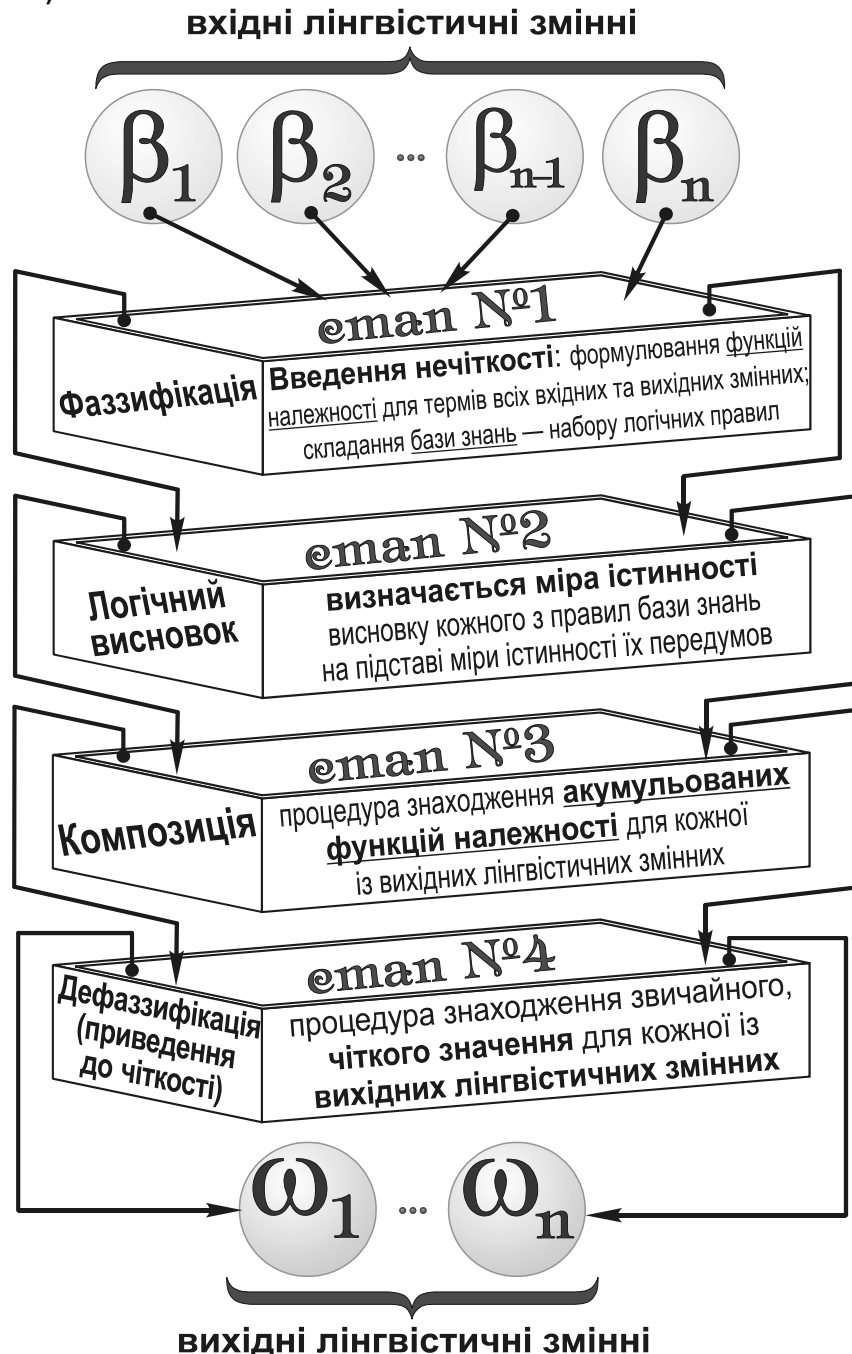 вхідні лінгвістичні змінні
β1 β2 ... βn-1 βn
етап №1
Фаззифікація
Введення нечіткості: формулювання функцій
належності для термів всіх вхідних та вихідних змінних;
складання бази знань — набору логічних правил
етап №2
Логічний
висновок
визначається міра істинності
висновку кожного з правил бази знань
на підставі міри істинності їх передумов
етап №3
Композиція
процедура знаходження акумульованих
функцій належності для кожної
із вихідних лінгвістичних змінних
етап №4
Дефаззифікація
(приведення
до чіткості)
процедура знаходження звичайного,
чіткого значення для кожної із
вихідних лінгвістичних змінних
ω1 ... ωn
вихідні лінгвістичні змінні